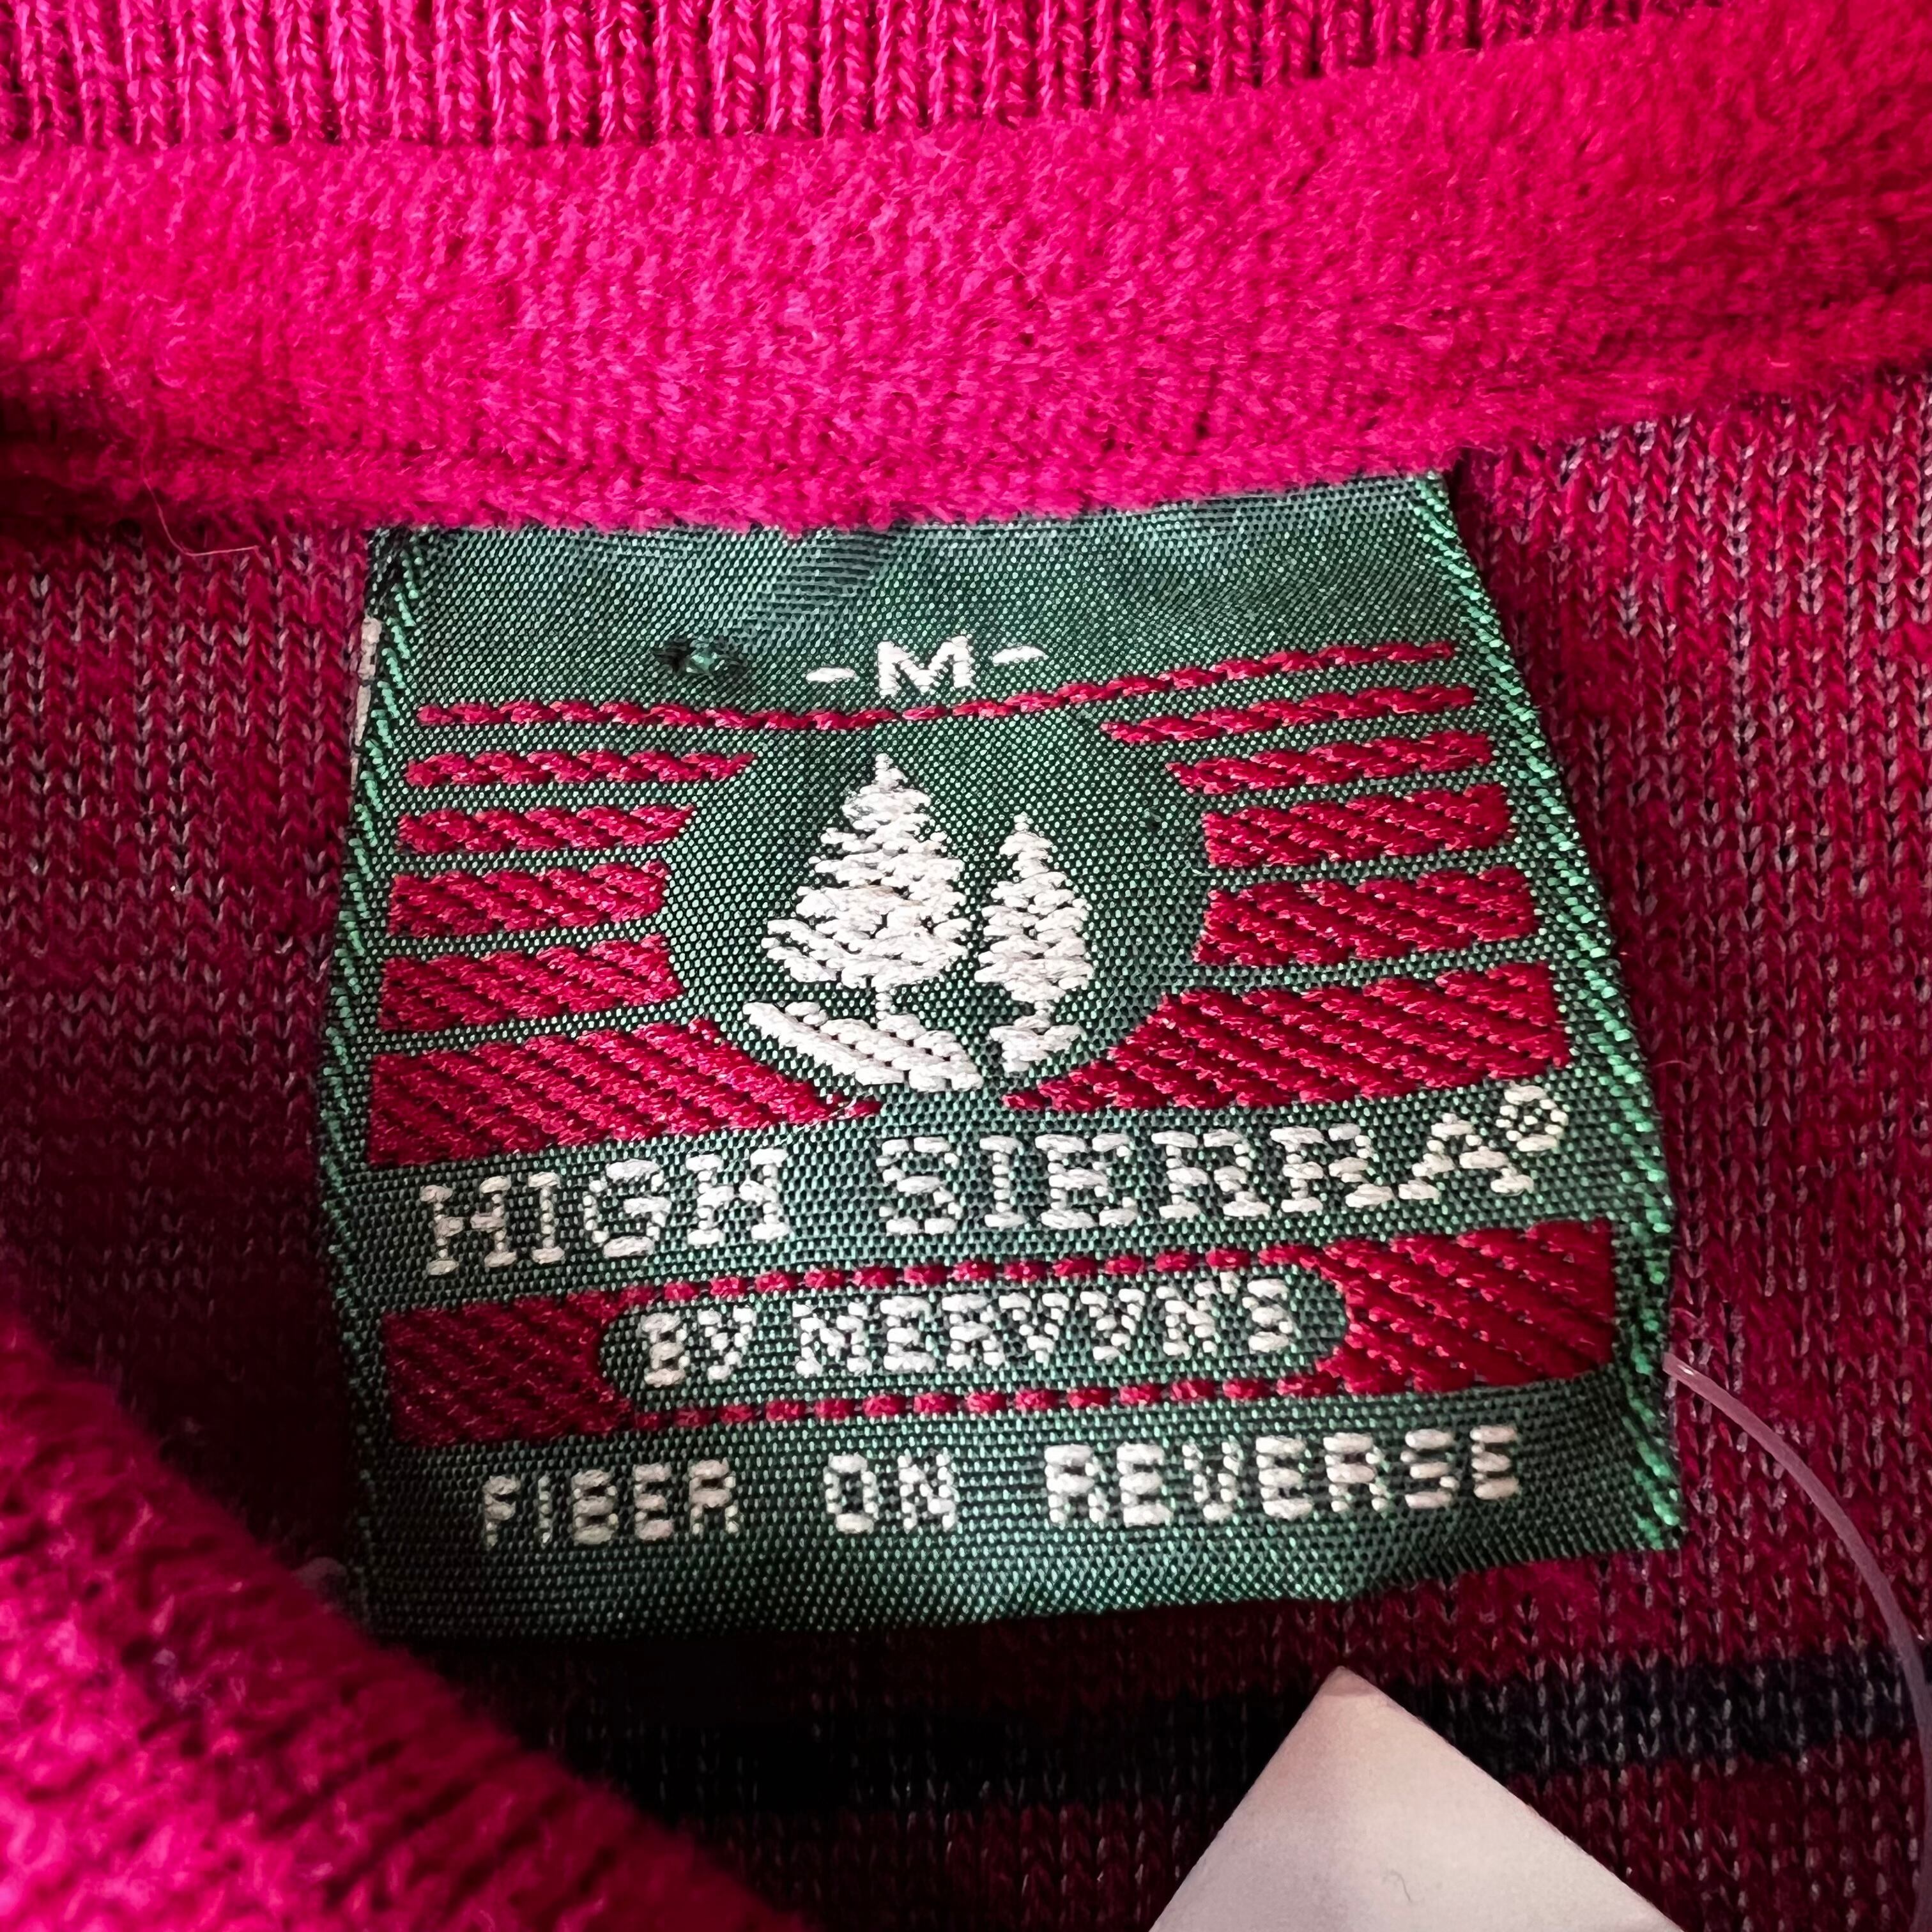 -M-
HIGH SIERRA®
BY MERVYN'S
FIBER ON REVERSE